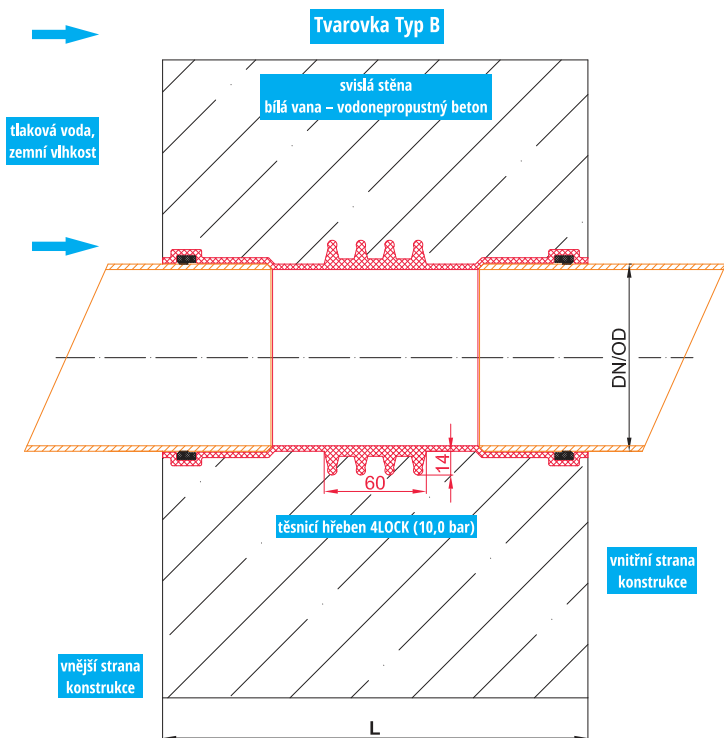 Tvarovka Typ B
svislá stěna
bílá vana – vodonepropustný beton
tlaková voda,
zemní vlhkost
DN/OD
14
60
těsnicí hřeben 4LOCK (10,0 bar)
vnitřní strana
konstrukce
vnější strana
konstrukce
L